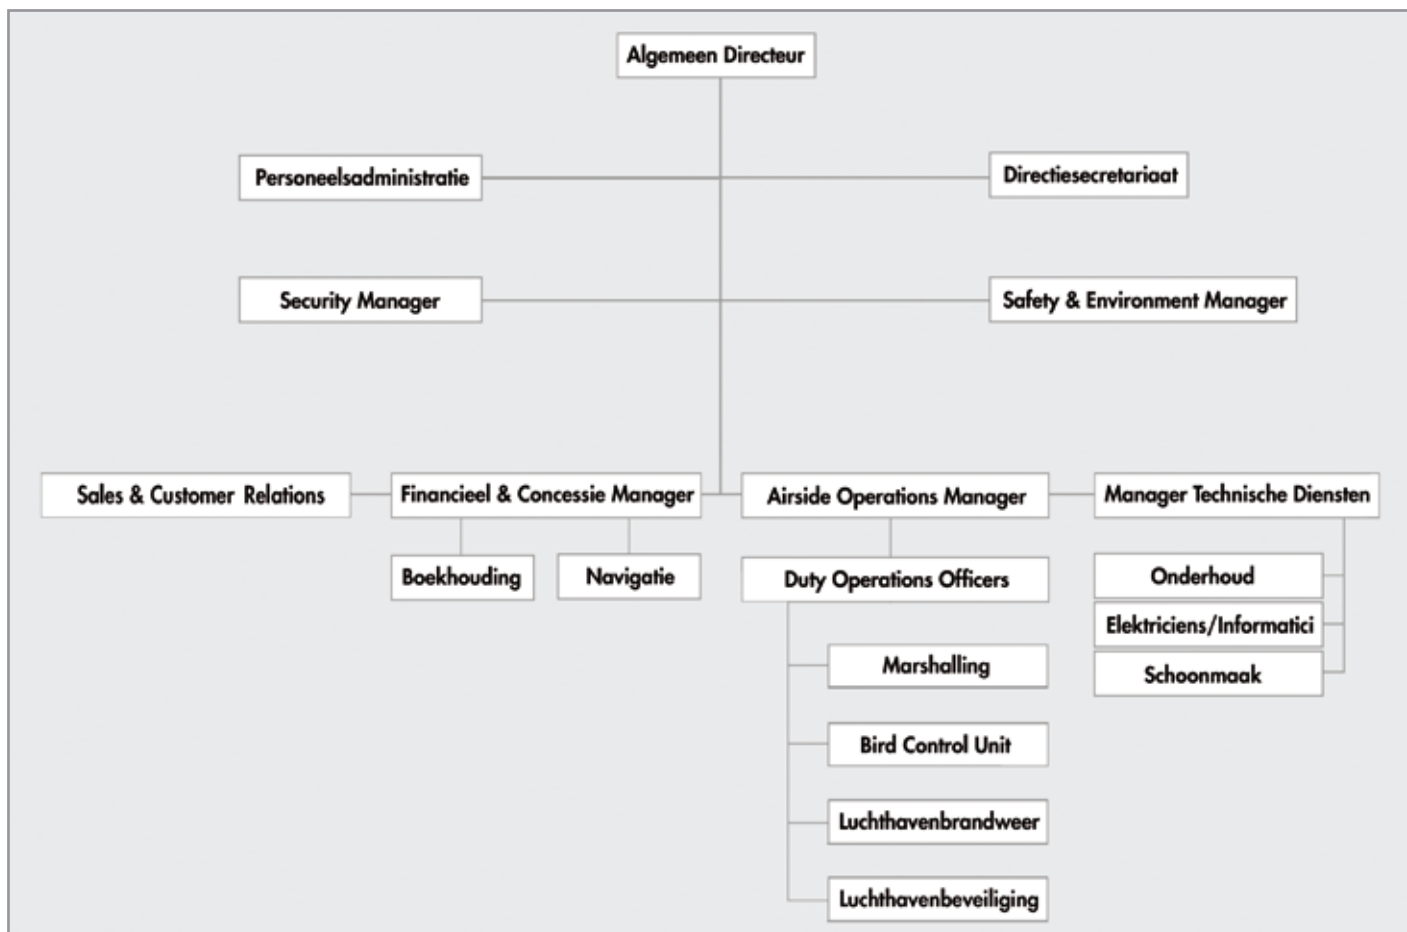 Algemeen Directeur
Personeelsadministratie
Directiesecretariaat
Security Manager
Safety & Environment Manager
Sales & Customer Relations
Financieel & Concessie Manager
Airside Operations Manager
Manager Technische Diensten
Boekhouding
Navigatie
Duty Operations Officers
Onderhoud
Elektriciens/Informatici
Schoonmaak
Marshalling
Bird Control Unit
Luchthavenbrandweer
Luchthavenbeveiliging